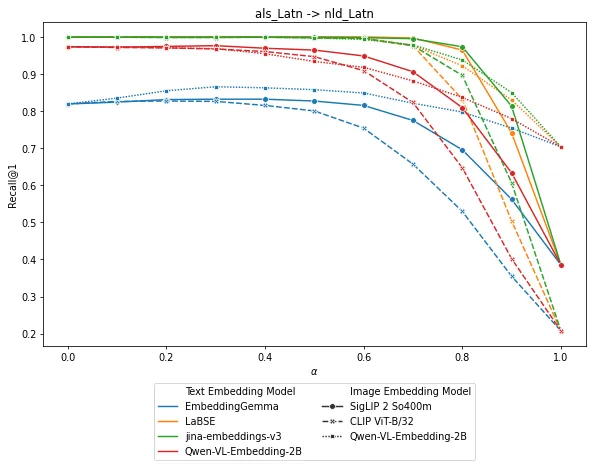 als_Latn -> nld_Latn
Recall@1
1.0
0.9
0.8
0.7
0.6
0.5
0.4
0.3
0.2
0.0 0.2 0.4 0.6 0.8 1.0
α
Text Embedding Model Image Embedding Model
EmbeddingGemma SigLIP 2 So400m
LaBSE CLIP ViT-B/32
jina-embeddings-v3 Qwen-VL-Embedding-2B
Qwen-VL-Embedding-2B